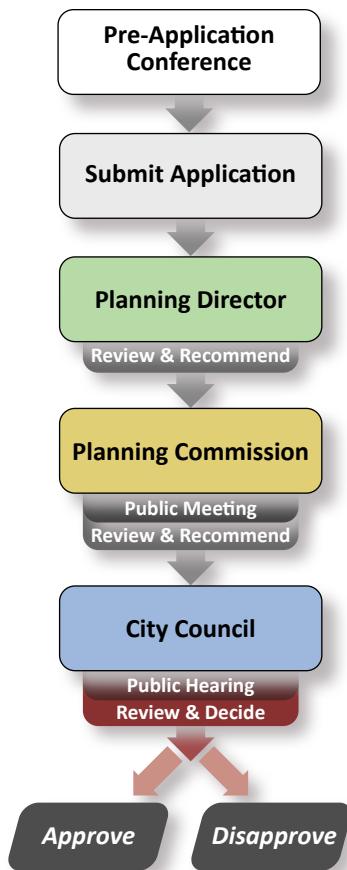 Pre-Application
Conference
Submit Application
Planning Director
Review & Recommend
Planning Commission
Public Meeting
Review & Recommend
City Council
Public Hearing
Review & Decide
Approve
Disapprove